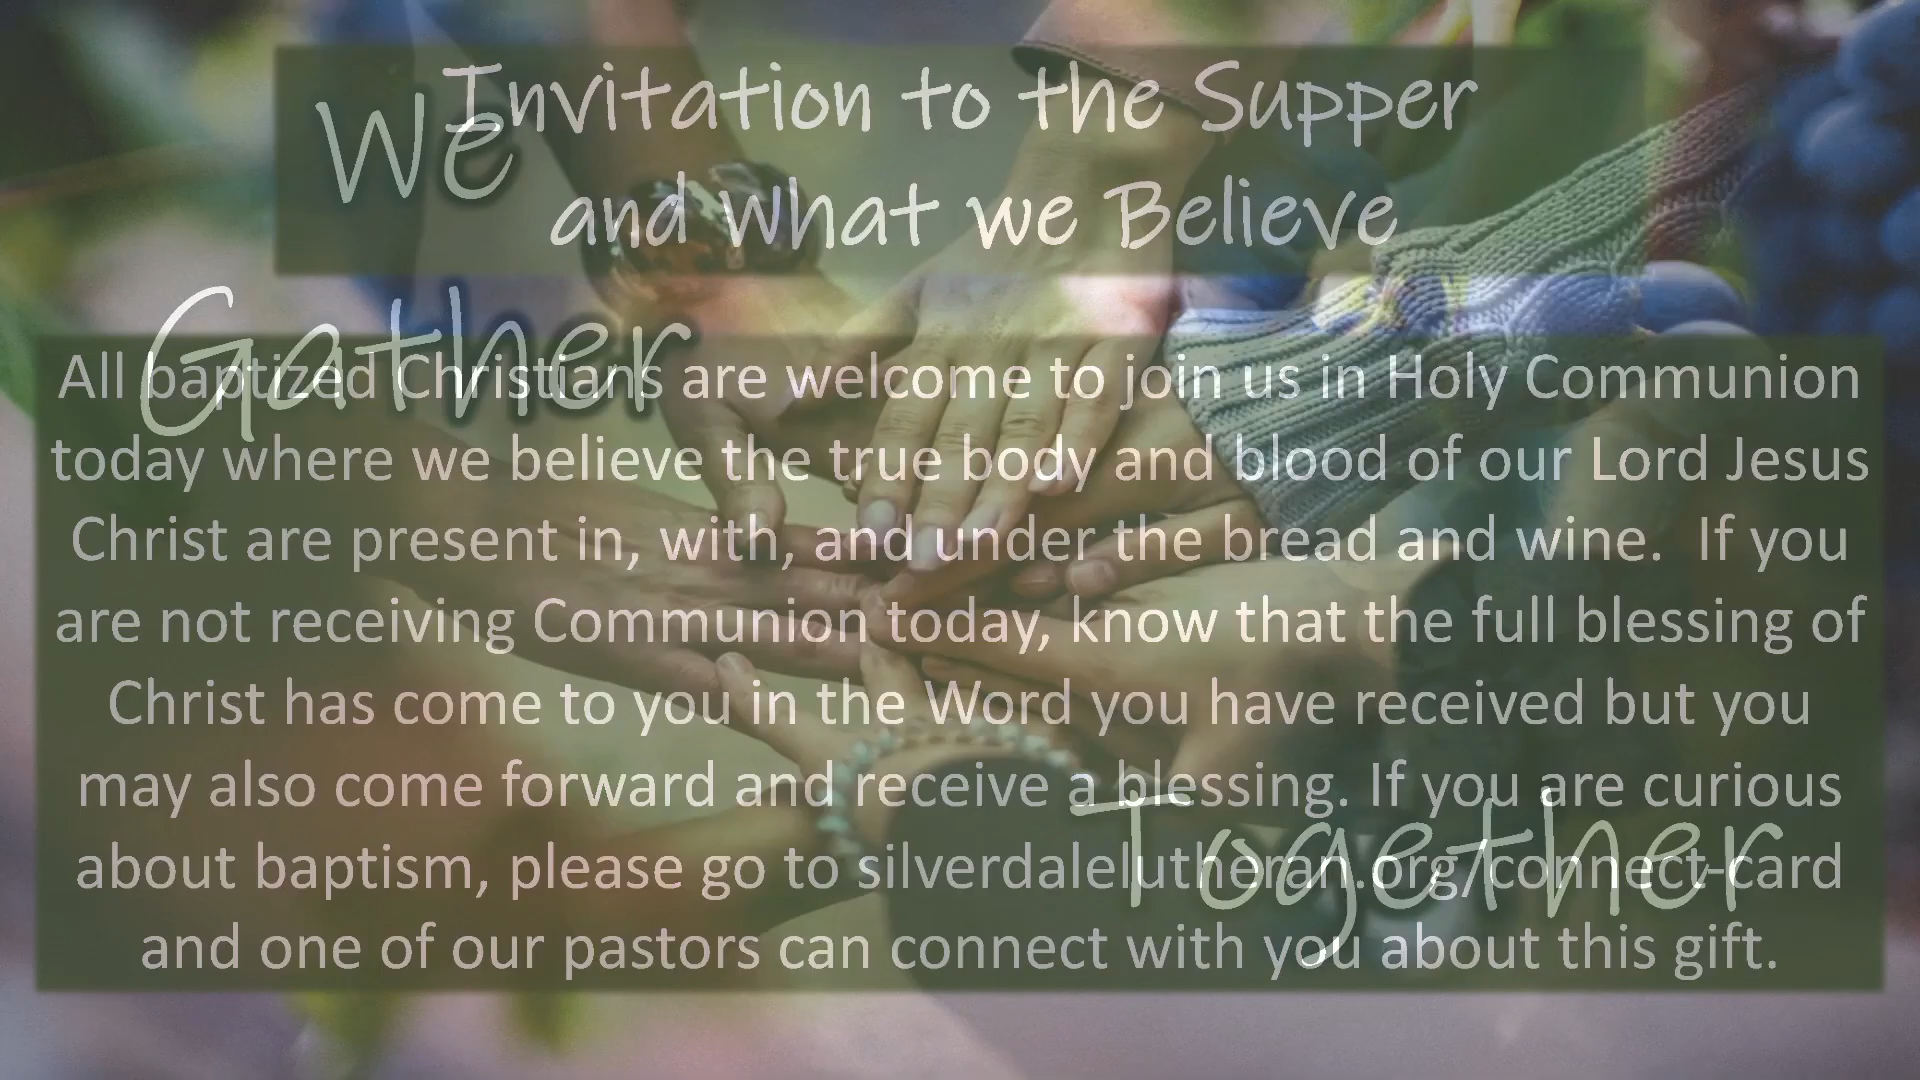 Invitation to the Supper
and What we Believe
We
Gather
Together
All baptized Christians are welcome to join us in Holy Communion
today where we believe the true body and blood of our Lord Jesus
Christ are present in, with, and under the bread and wine.  If you
are not receiving Communion today, know that the full blessing of
Christ has come to you in the Word you have received but you
may also come forward and receive a blessing. If you are curious
about baptism, please go to silverdalelutheran.org/connect-card
and one of our pastors can connect with you about this gift.